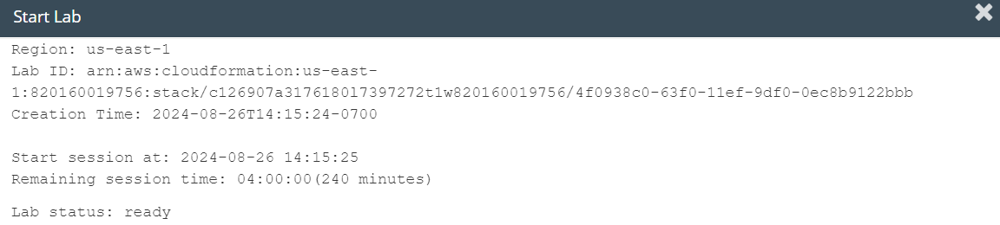 Start Lab
Region: us-east-1
Lab ID: arn:aws:cloudformation:us-east-
1:820160019756:stack/c126907a317618017397272t1w820160019756/4f0938c0-63f0-11ef-9df0-0ec8b9122bbb
Creation Time: 2024-08-26T14:15:24-0700
Start session at: 2024-08-26 14:15:25
Remaining session time: 04:00:00(240 minutes)
Lab status: ready